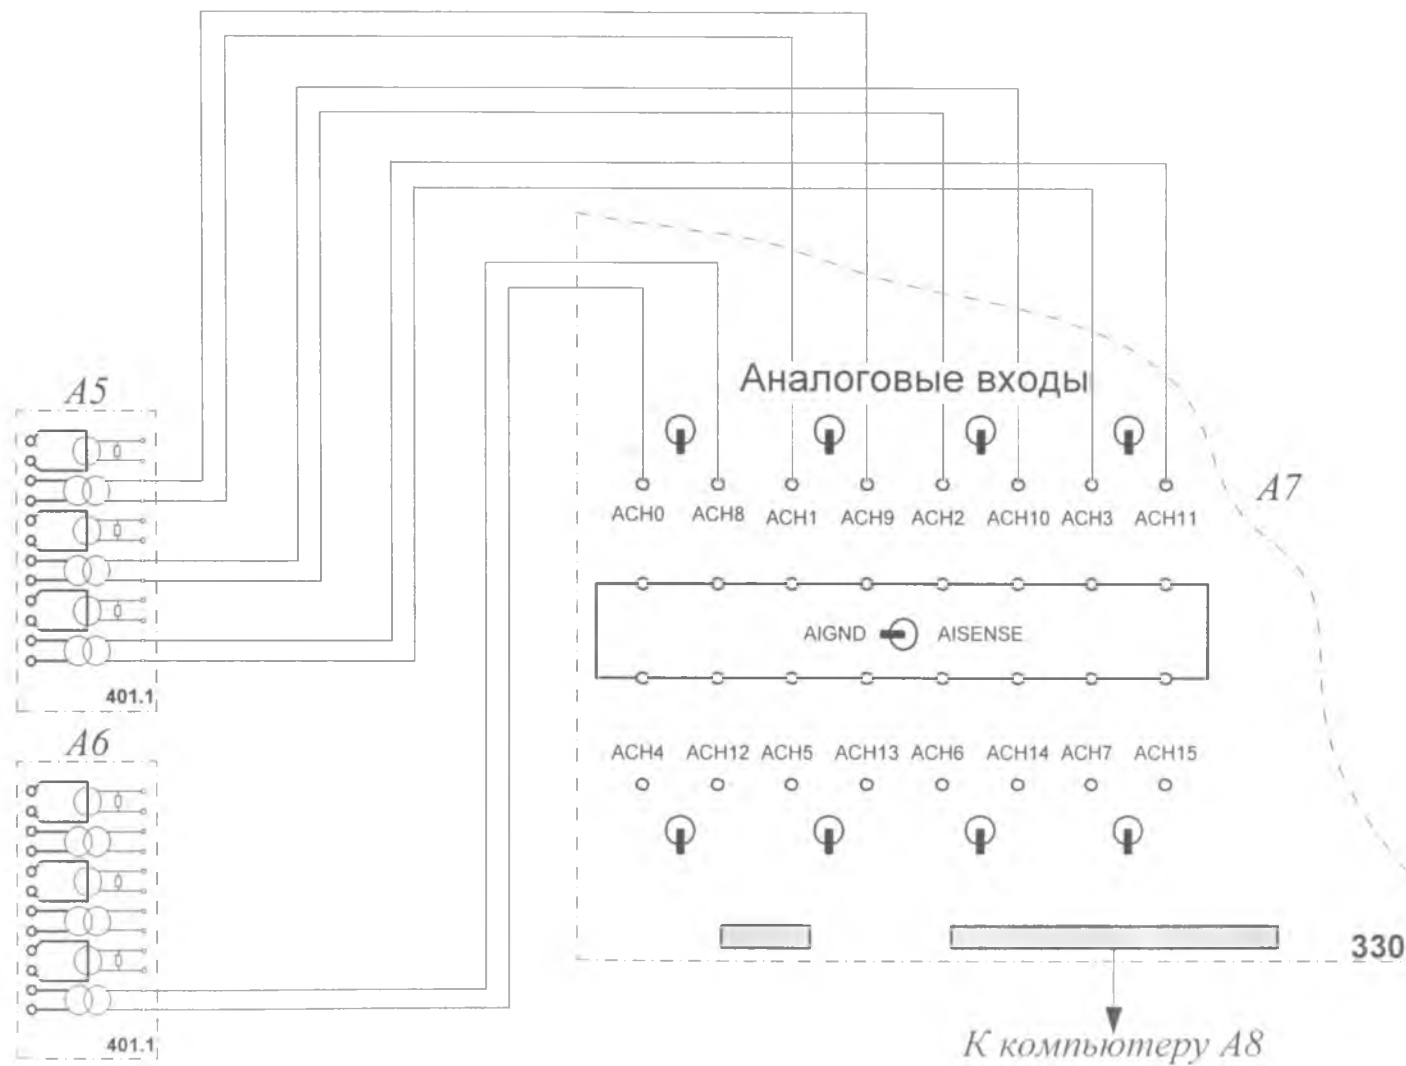 A5
Аналоговые входы
A7
ACH0 ACH8 ACH1 ACH9 ACH2 ACH10 ACH3 ACH11
AIGND AISENSE
401.1
A6
ACH4 ACH12 ACH5 ACH13 ACH6 ACH14 ACH7 ACH15
330
401.1
К компьютеру A8